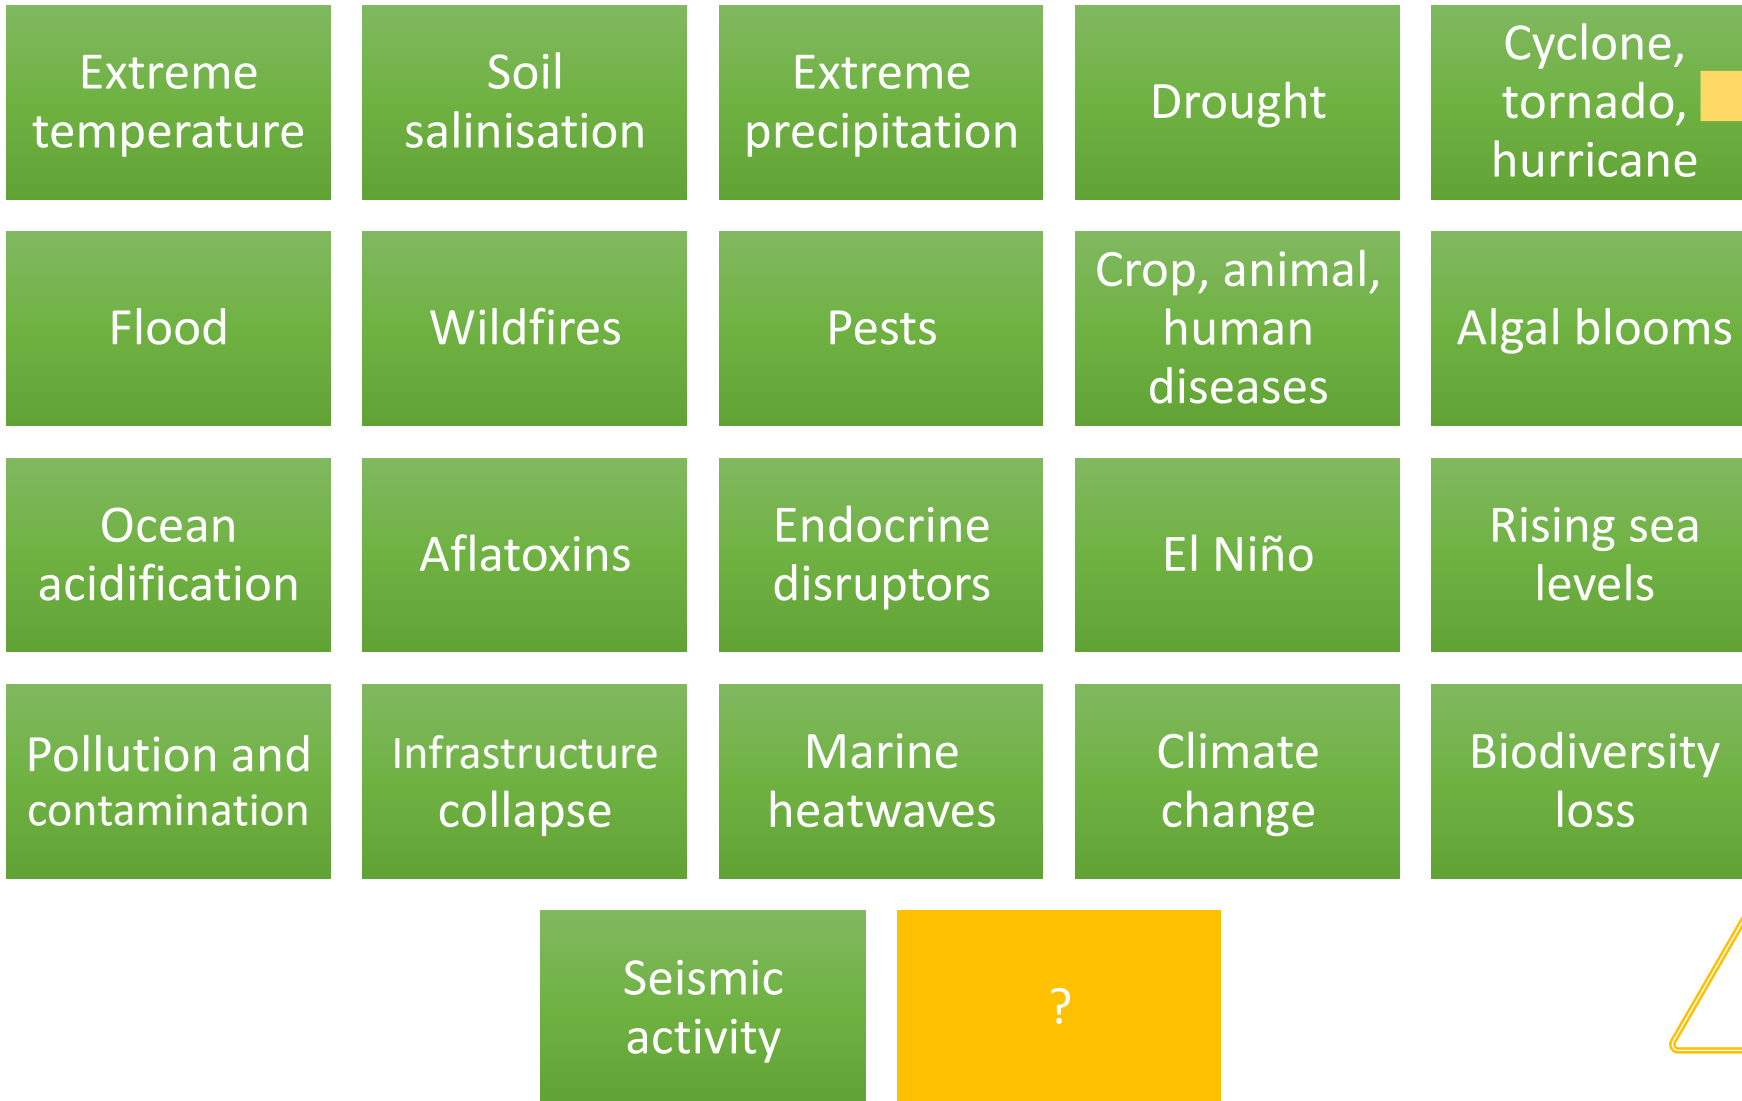 Extreme
temperature
Soil
salinisation
Extreme
precipitation
Drought
Cyclone,
tornado,
hurricane
Flood
Wildfires
Pests
Crop, animal,
human
diseases
Algal blooms
Ocean
acidification
Aflatoxins
Endocrine
disruptors
El Niño
Rising sea
levels
Pollution and
contamination
Infrastructure
collapse
Marine
heatwaves
Climate
change
Biodiversity
loss
Seismic
activity
?